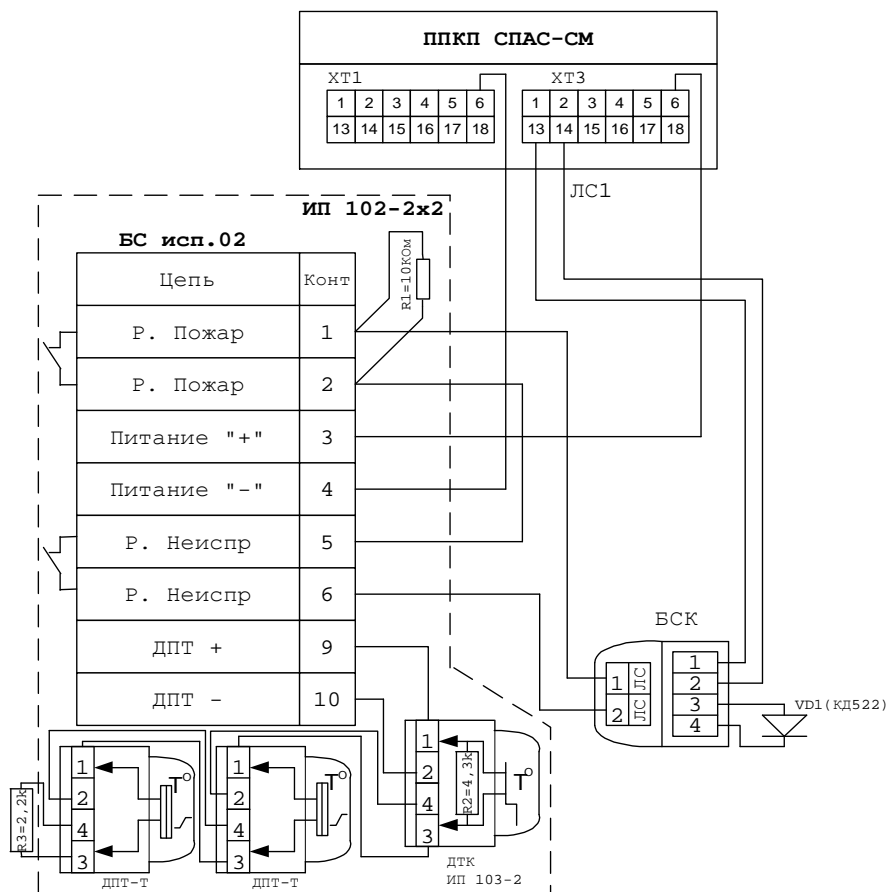 ППКП СПАС-СМ
ХТ1
ХТ3
1 2 3 4 5 6
1 2 3 4 5 6
13 14 15 16 17 18
13 14 15 16 17 18
ЛС1
ИП 102-2х2
БС исп.02
Цепь Конт
R1=10КОм
Р. Пожар 1
Р. Пожар 2
Питание "+" 3
Питание "-" 4
Р. Неиспр 5
Р. Неиспр 6
ДПТ + 9
ДПТ - 10
БСК
1 ЛС
2 ЛС
1
2
3
4
VD1(КД522)
R3=2,2k
1
2
4
3
T°
ДПТ-Т
1
2
4
3
T°
ДПТ-Т
1
2
4
3
R2=4,3k
T°
ДТК
ИП 103-2